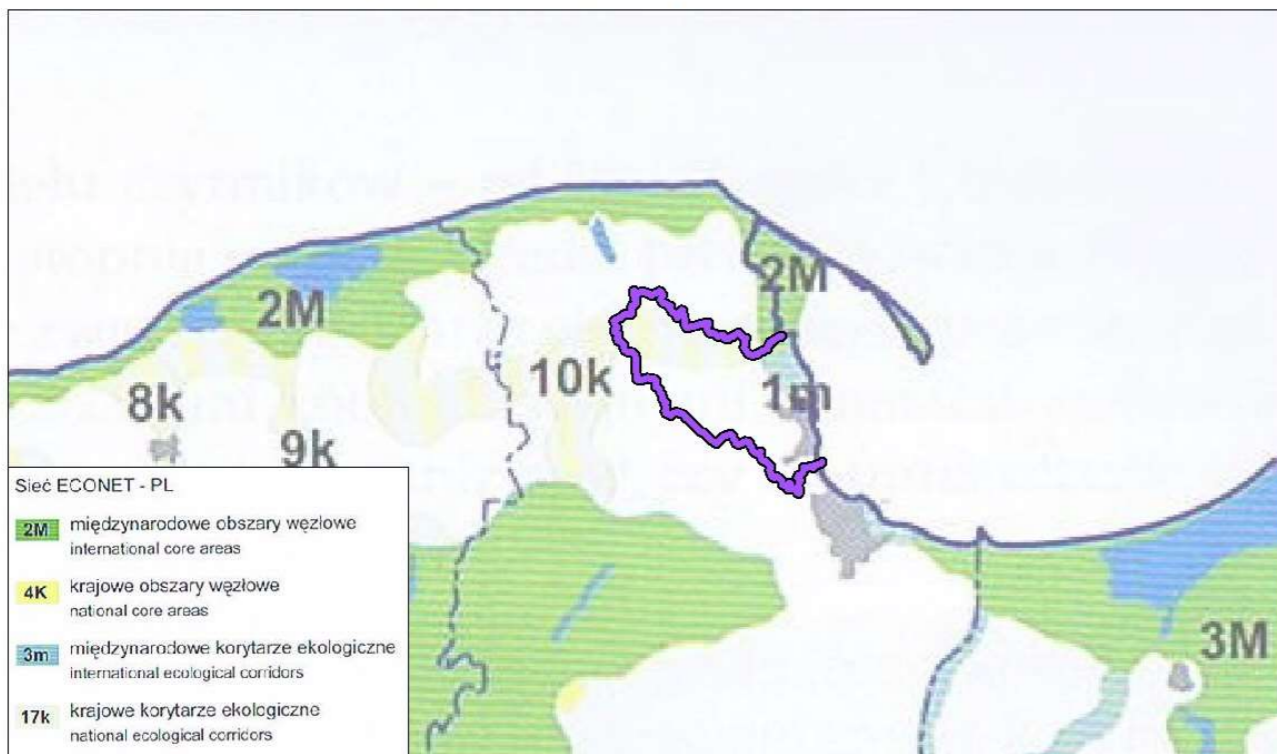 2M
2M
10k
1m
8k
9k
3M
Sieć ECONET - PL
2M międzynarodowe obszary węzłowe
international core areas
4K krajowe obszary węzłowe
national core areas
3m międzynarodowe korytarze ekologiczne
international ecological corridors
17k krajowe korytarze ekologiczne
national ecological corridors